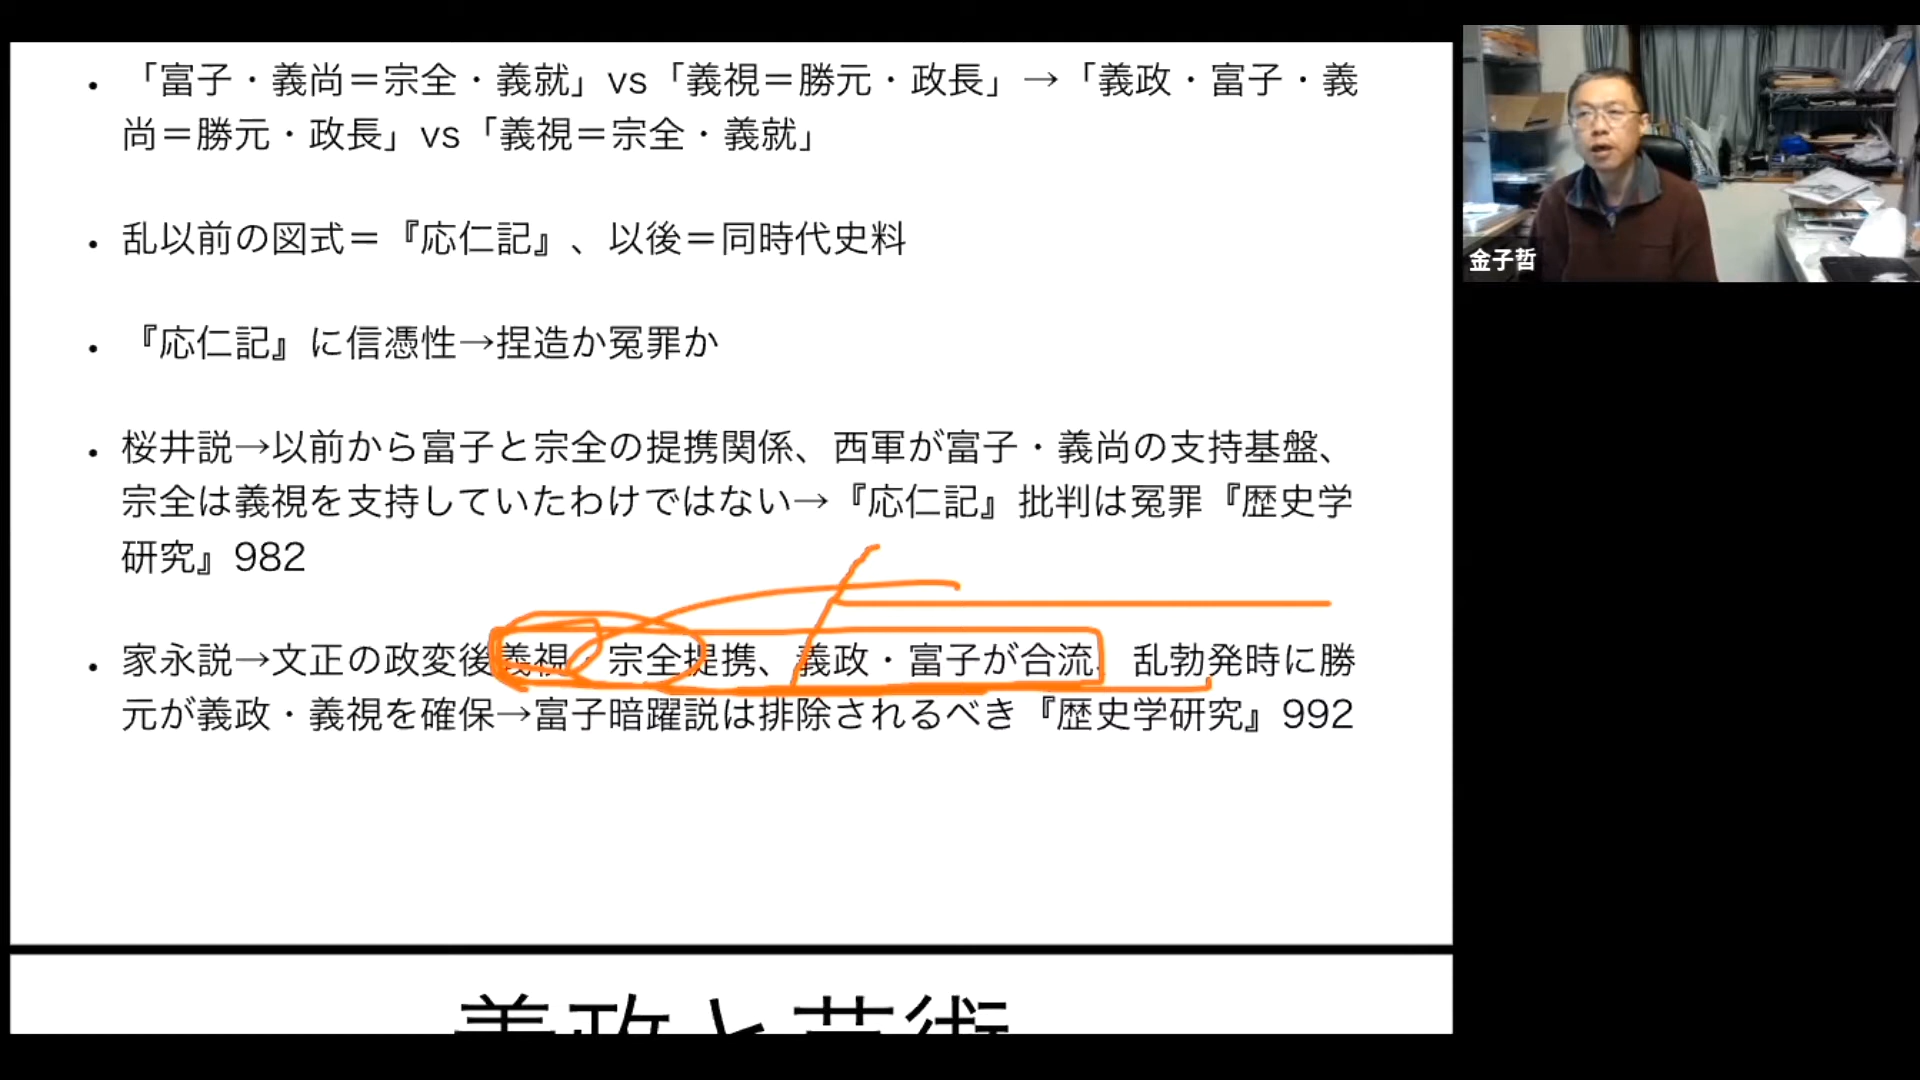 ・「富子・義尚＝宗全・義就」vs「義視＝勝元・政長」→「義政・富子・義
尚＝勝元・政長」vs「義視＝宗全・義就」
・乱以前の図式＝『応仁記』、以後＝同時代史料
・『応仁記』に信憑性→捏造か冤罪か
・桜井説→以前から富子と宗全の提携関係、西軍が富子・義尚の支持基盤、
宗全は義視を支持していたわけではない→『応仁記』批判は冤罪『歴史学
研究』982
・家永説→文正の政変後義視・宗全提携、義政・富子が合流、乱勃発時に勝
元が義政・義視を確保→富子暗躍説は排除されるべき『歴史学研究』992
義政と芸術
金子哲